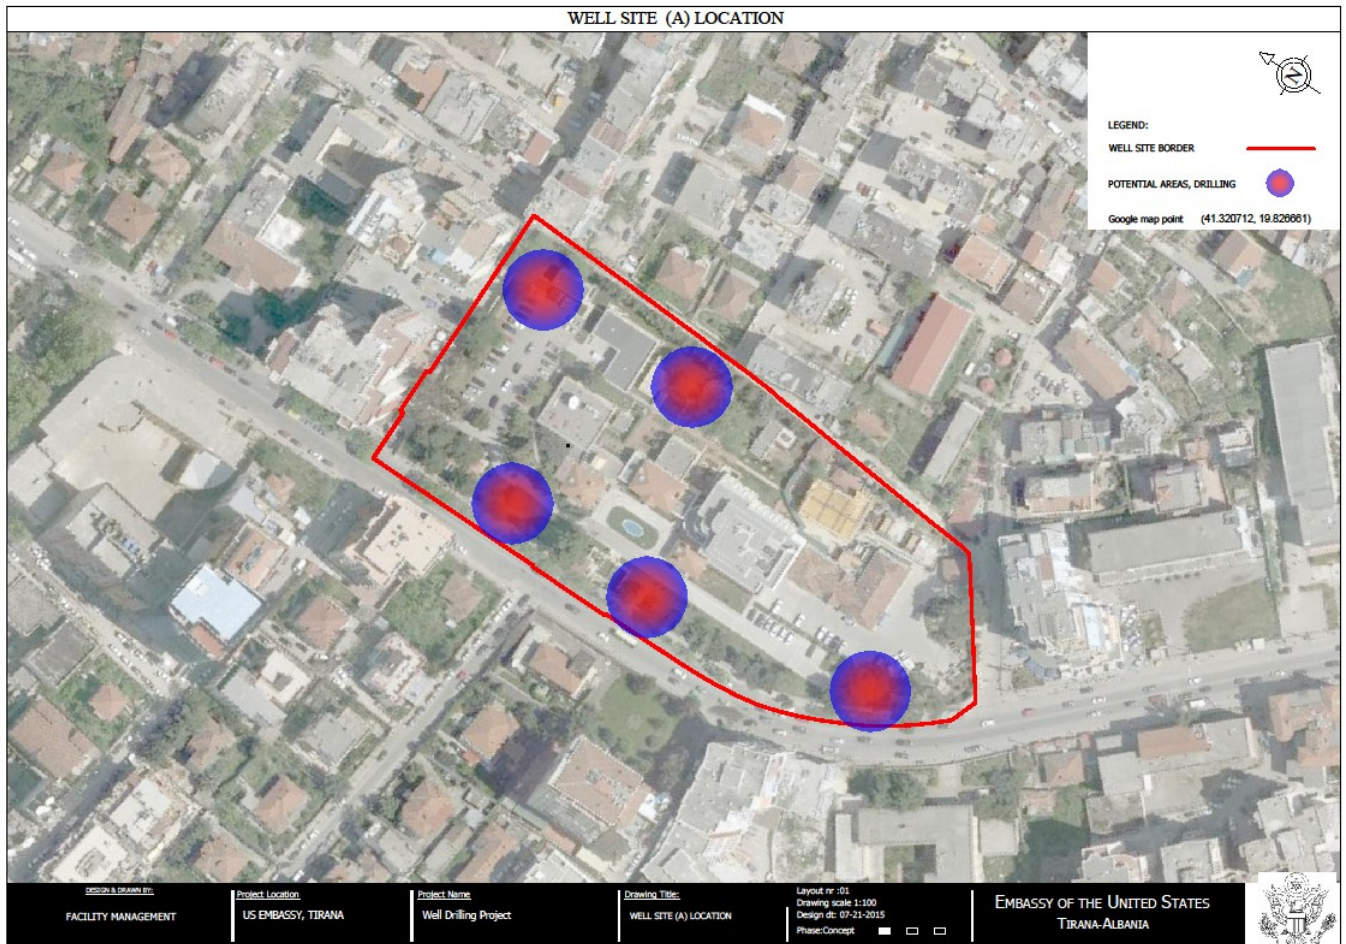 WELL SITE (A) LOCATION
LEGEND:
WELL SITE BORDER
POTENTIAL AREAS, DRILLING
Google map point (41.320712, 19.826661)
DESIGN & DRAWN BY:
FACILITY MANAGEMENT
Project Location
US EMBASSY, TIRANA
Project Name
Well Drilling Project
Drawing Title:
WELL SITE (A) LOCATION
Layout nr :01
Drawing scale 1:100
Design dt: 07-21-2015
Phase:Concept
EMBASSY OF THE UNITED STATES
TIRANA-ALBANIA